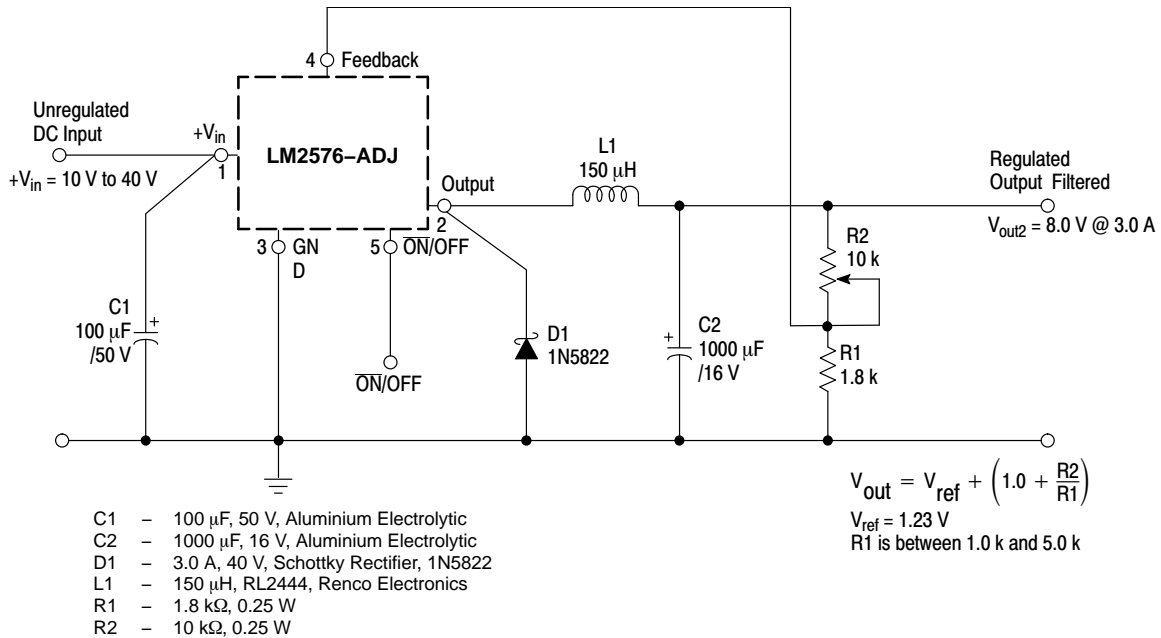 4 Feedback
Unregulated
DC Input
+Vin
1
+Vin = 10 V to 40 V
LM2576–ADJ
Output
2
L1
150 μH
Regulated
Output Filtered
Vout2 = 8.0 V @ 3.0 A
3 GN
D
5 ON/OFF
R2
10 k
C1
100 μF
/50 V
+
ON/OFF
D1
1N5822
+
C2
1000 μF
/16 V
R1
1.8 k
Vout = Vref + (1.0 + R2/R1)
Vref = 1.23 V
R1 is between 1.0 k and 5.0 k
C1 – 100 μF, 50 V, Aluminium Electrolytic
C2 – 1000 μF, 16 V, Aluminium Electrolytic
D1 – 3.0 A, 40 V, Schottky Rectifier, 1N5822
L1 – 150 μH, RL2444, Renco Electronics
R1 – 1.8 kΩ, 0.25 W
R2 – 10 kΩ, 0.25 W